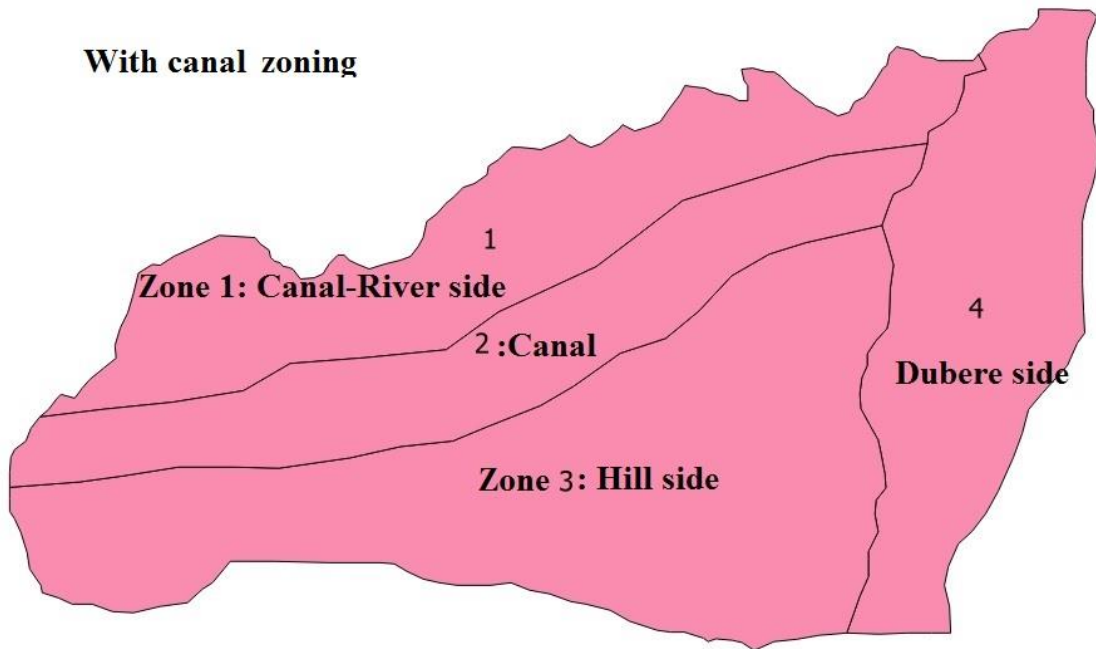 With canal zoning
1
Zone 1: Canal-River side
2 :Canal
4
Dubere side
Zone 3: Hill side